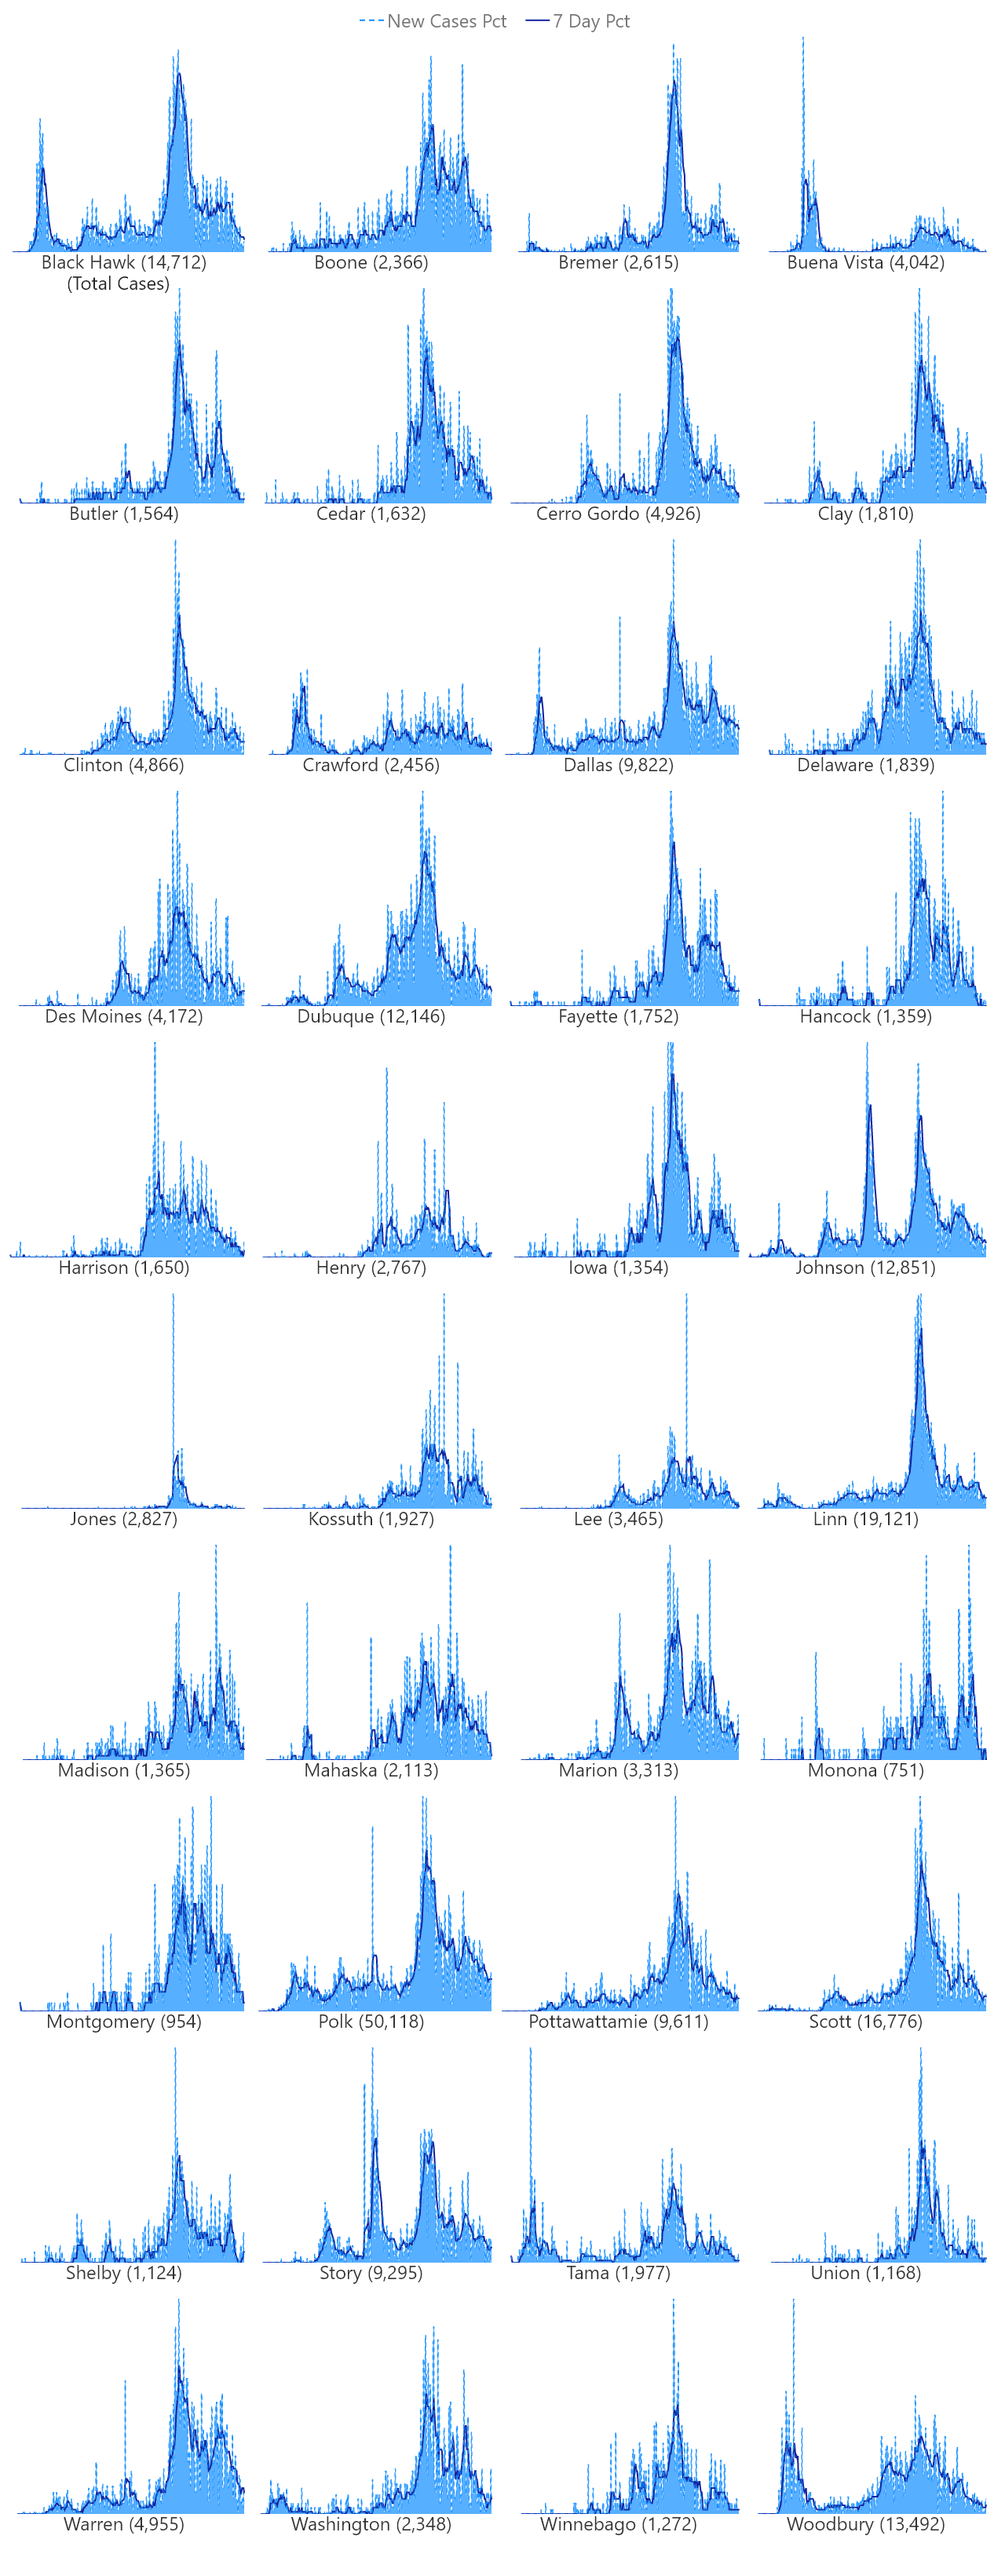 New Cases Pct 7 Day Pct
Black Hawk (14,712) Boone (2,366) Bremer (2,615) Buena Vista (4,042)
(Total Cases)
Butler (1,564) Cedar (1,632) Cerro Gordo (4,926) Clay (1,810)
Clinton (4,866) Crawford (2,456) Dallas (9,822) Delaware (1,839)
Des Moines (4,172) Dubuque (12,146) Fayette (1,752) Hancock (1,359)
Harrison (1,650) Henry (2,767) Iowa (1,354) Johnson (12,851)
Jones (2,827) Kossuth (1,927) Lee (3,465) Linn (19,121)
Madison (1,365) Mahaska (2,113) Marion (3,313) Monona (751)
Montgomery (954) Polk (50,118) Pottawattamie (9,611) Scott (16,776)
Shelby (1,124) Story (9,295) Tama (1,977) Union (1,168)
Warren (4,955) Washington (2,348) Winnebago (1,272) Woodbury (13,492)